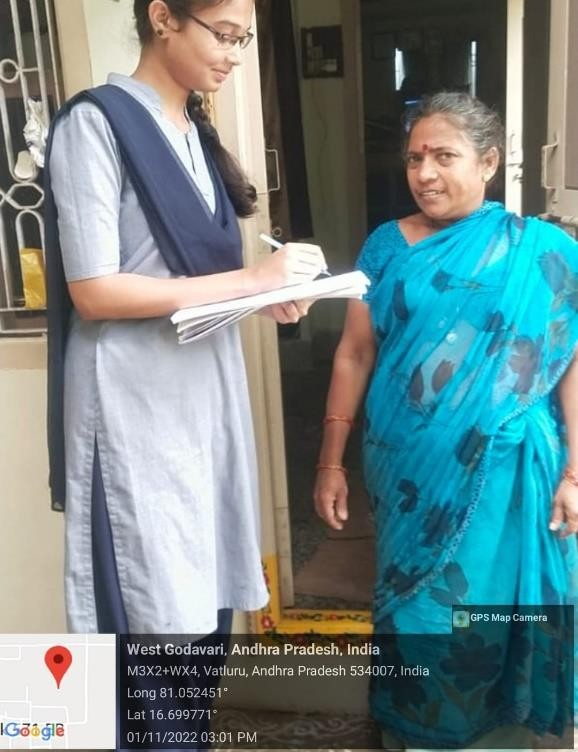 GPS Map Camera
West Godavari, Andhra Pradesh, India
M3X2+WX4, Vatluru, Andhra Pradesh 534007, India
Long 81.052451°
Lat 16.699771°
01/11/2022 03:01 PM
Google